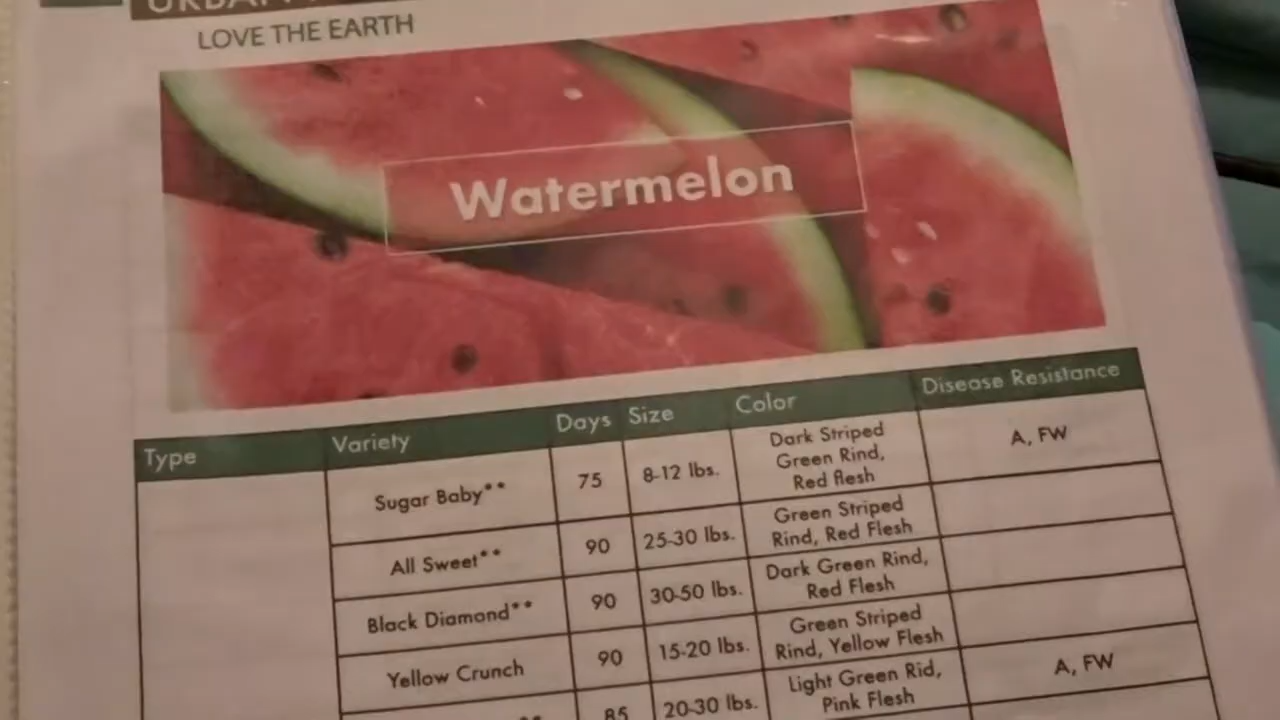 URBAN
LOVE THE EARTH
Watermelon
Type Variety Days Size Color Disease Resistance
Sugar Baby** 75 8-12 lbs. Dark Striped
Green Rind,
Red flesh A, FW
All Sweet** 90 25-30 lbs. Green Striped
Rind, Red Flesh
Black Diamond** 90 30-50 lbs. Dark Green Rind,
Red Flesh
Yellow Crunch 90 15-20 lbs. Green Striped
Rind, Yellow Flesh
** 85 20-30 lbs. Light Green Rid,
Pink Flesh A, FW